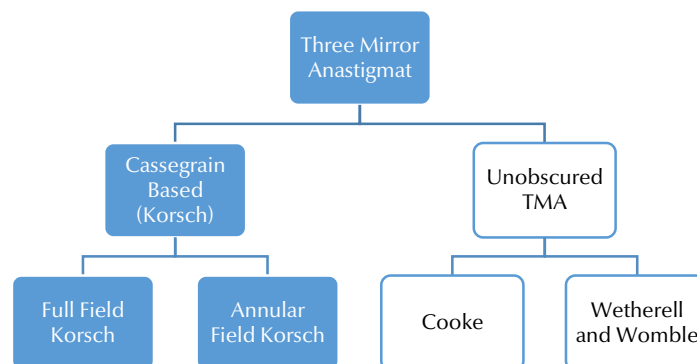 Three Mirror
Anastigmat
Cassegrain
Based
(Korsch)
Unobscured
TMA
Full Field
Korsch
Annular
Field Korsch
Cooke
Wetherell
and Womble